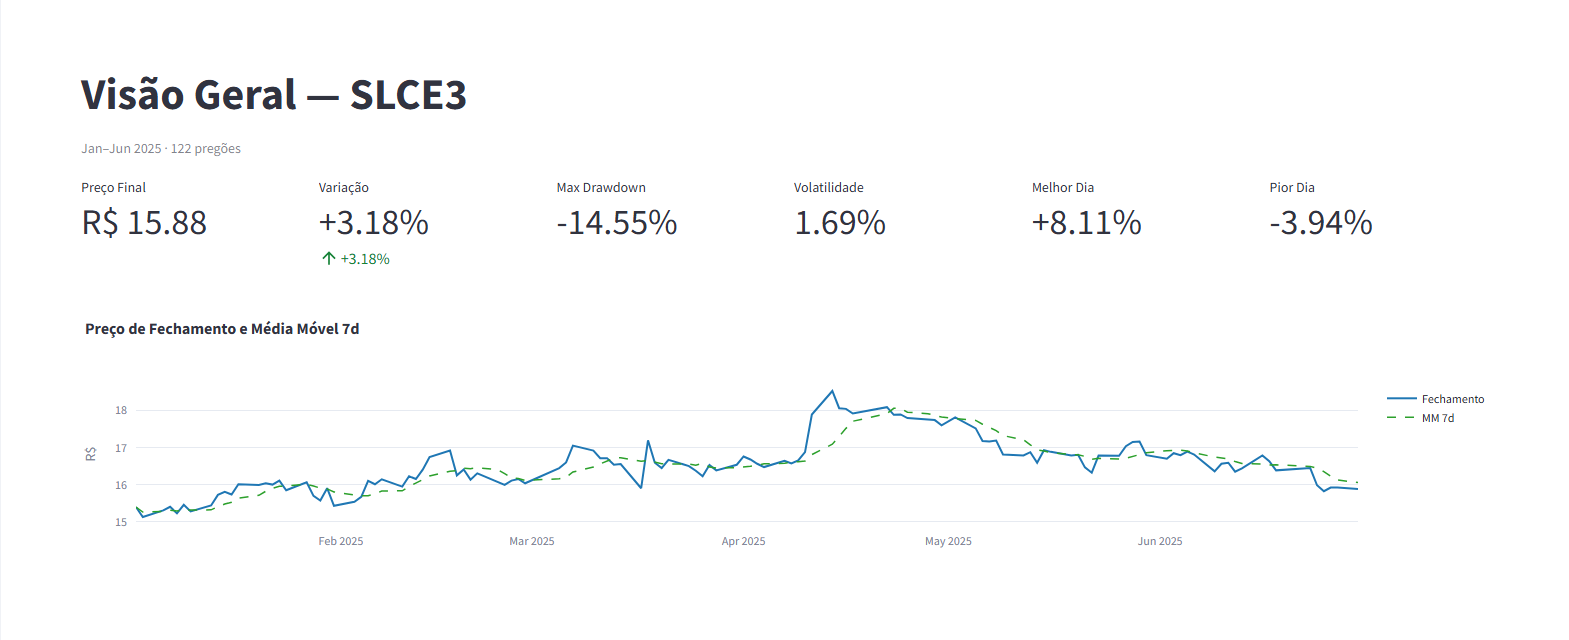 Visão Geral — SLCE3
Jan–Jun 2025 · 122 pregões
Preço Final
R$ 15.88
Variação
+3.18%
↑ +3.18%
Max Drawdown
-14.55%
Volatilidade
1.69%
Melhor Dia
+8.11%
Pior Dia
-3.94%
Preço de Fechamento e Média Móvel 7d
R$
18
17
16
15
Feb 2025
Mar 2025
Apr 2025
May 2025
Jun 2025
Fechamento
MM 7d